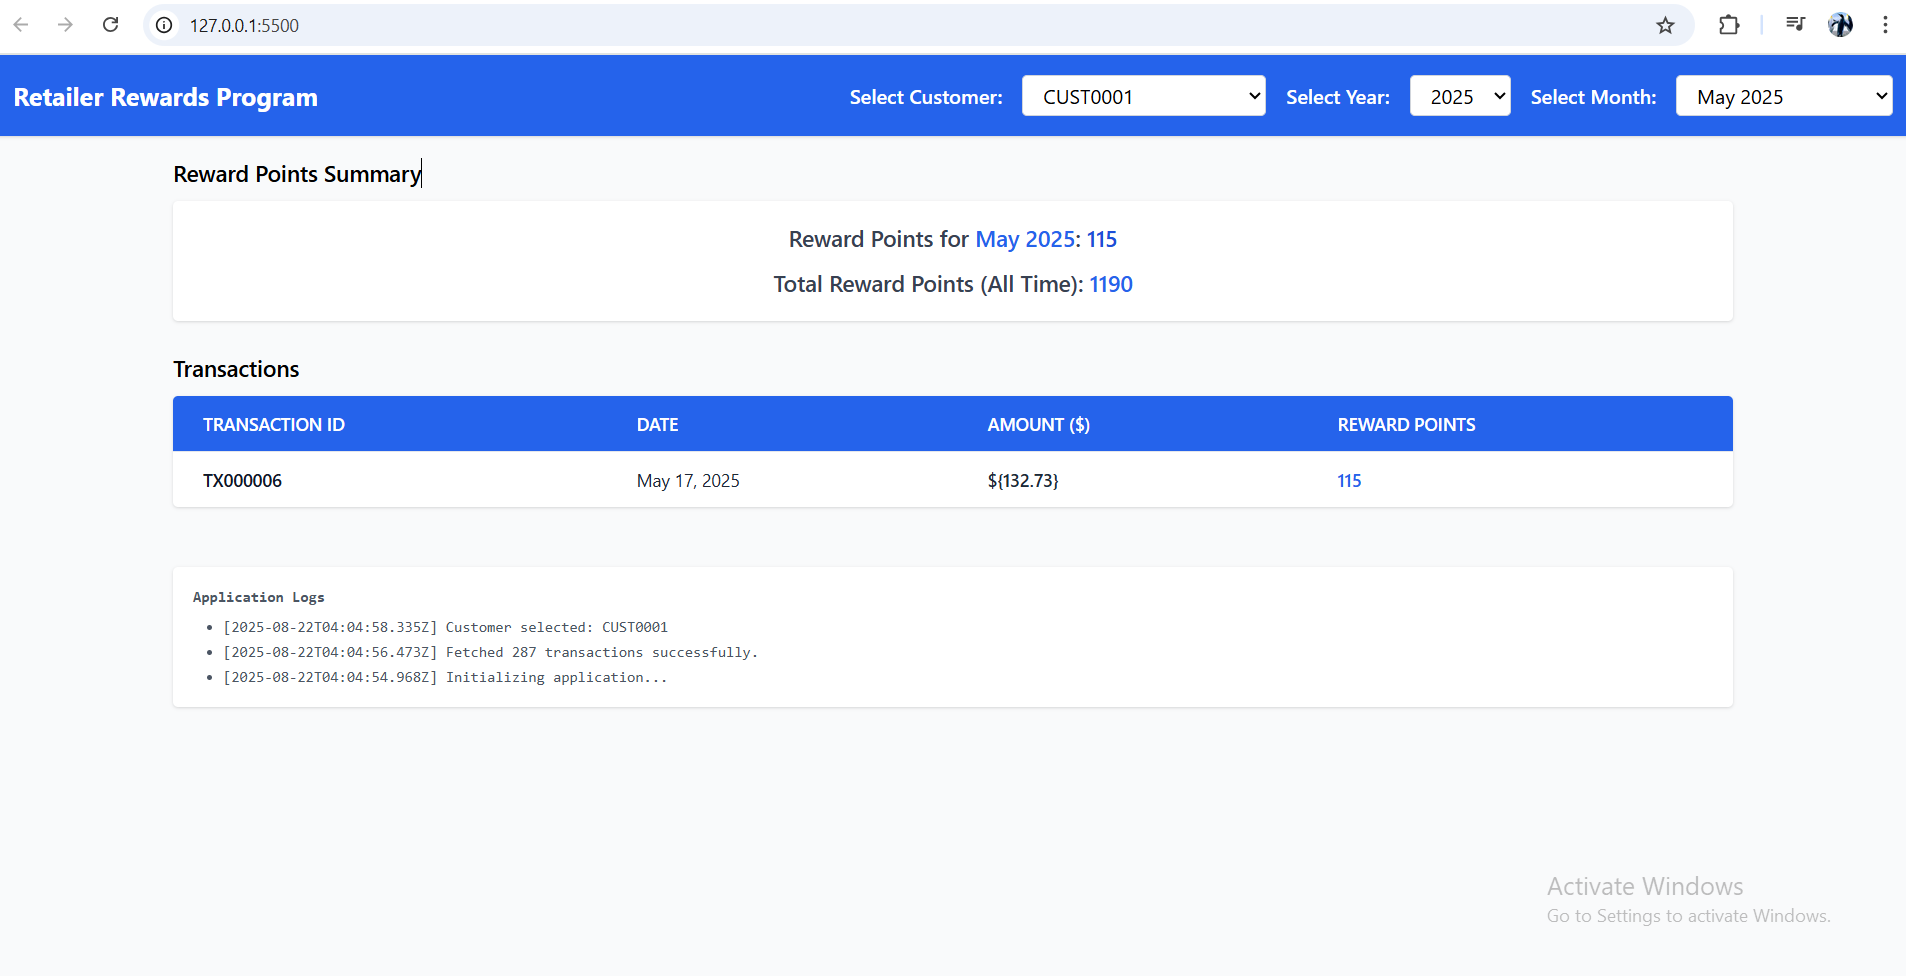 127.0.0.1:5500
Retailer Rewards Program
Select Customer: CUST0001 Select Year: 2025 Select Month: May 2025
Reward Points Summary
Reward Points for May 2025: 115
Total Reward Points (All Time): 1190
Transactions
TRANSACTION ID DATE AMOUNT ($) REWARD POINTS
TX000006 May 17, 2025 ${132.73} 115
Application Logs
• [2025-08-22T04:04:58.335Z] Customer selected: CUST0001
• [2025-08-22T04:04:56.473Z] Fetched 287 transactions successfully.
• [2025-08-22T04:04:54.968Z] Initializing application...
Activate Windows
Go to Settings to activate Windows.